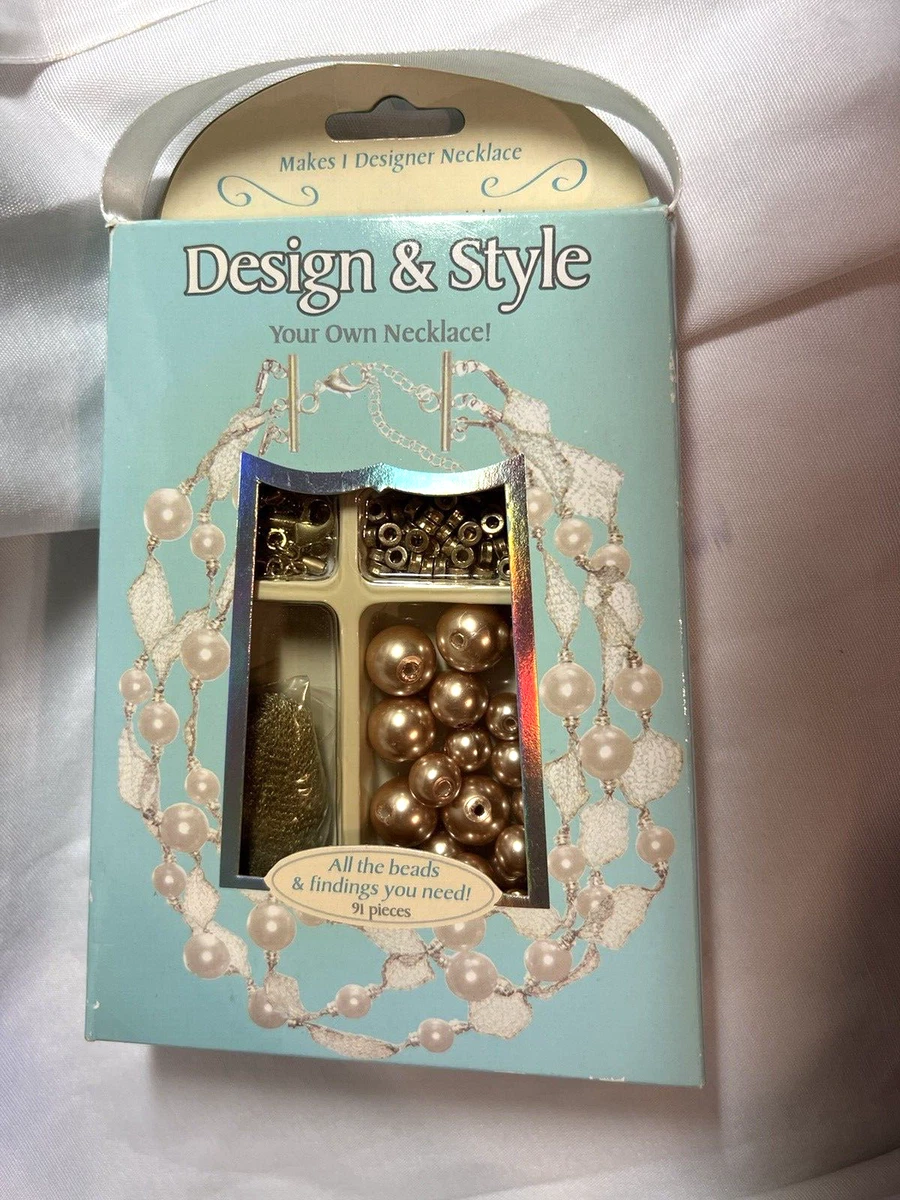 Makes 1 Designer Necklace
Design & Style
Your Own Necklace!
All the beads
& findings you need!
91 pieces